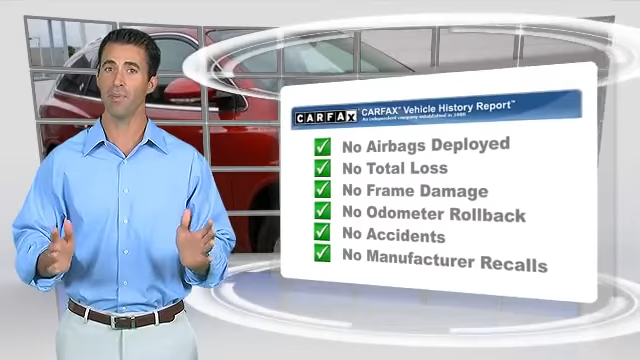 CARFAX CARFAX Vehicle History Report™
An independent company established in 1986
No Airbags Deployed
No Total Loss
No Frame Damage
No Odometer Rollback
No Accidents
No Manufacturer Recalls